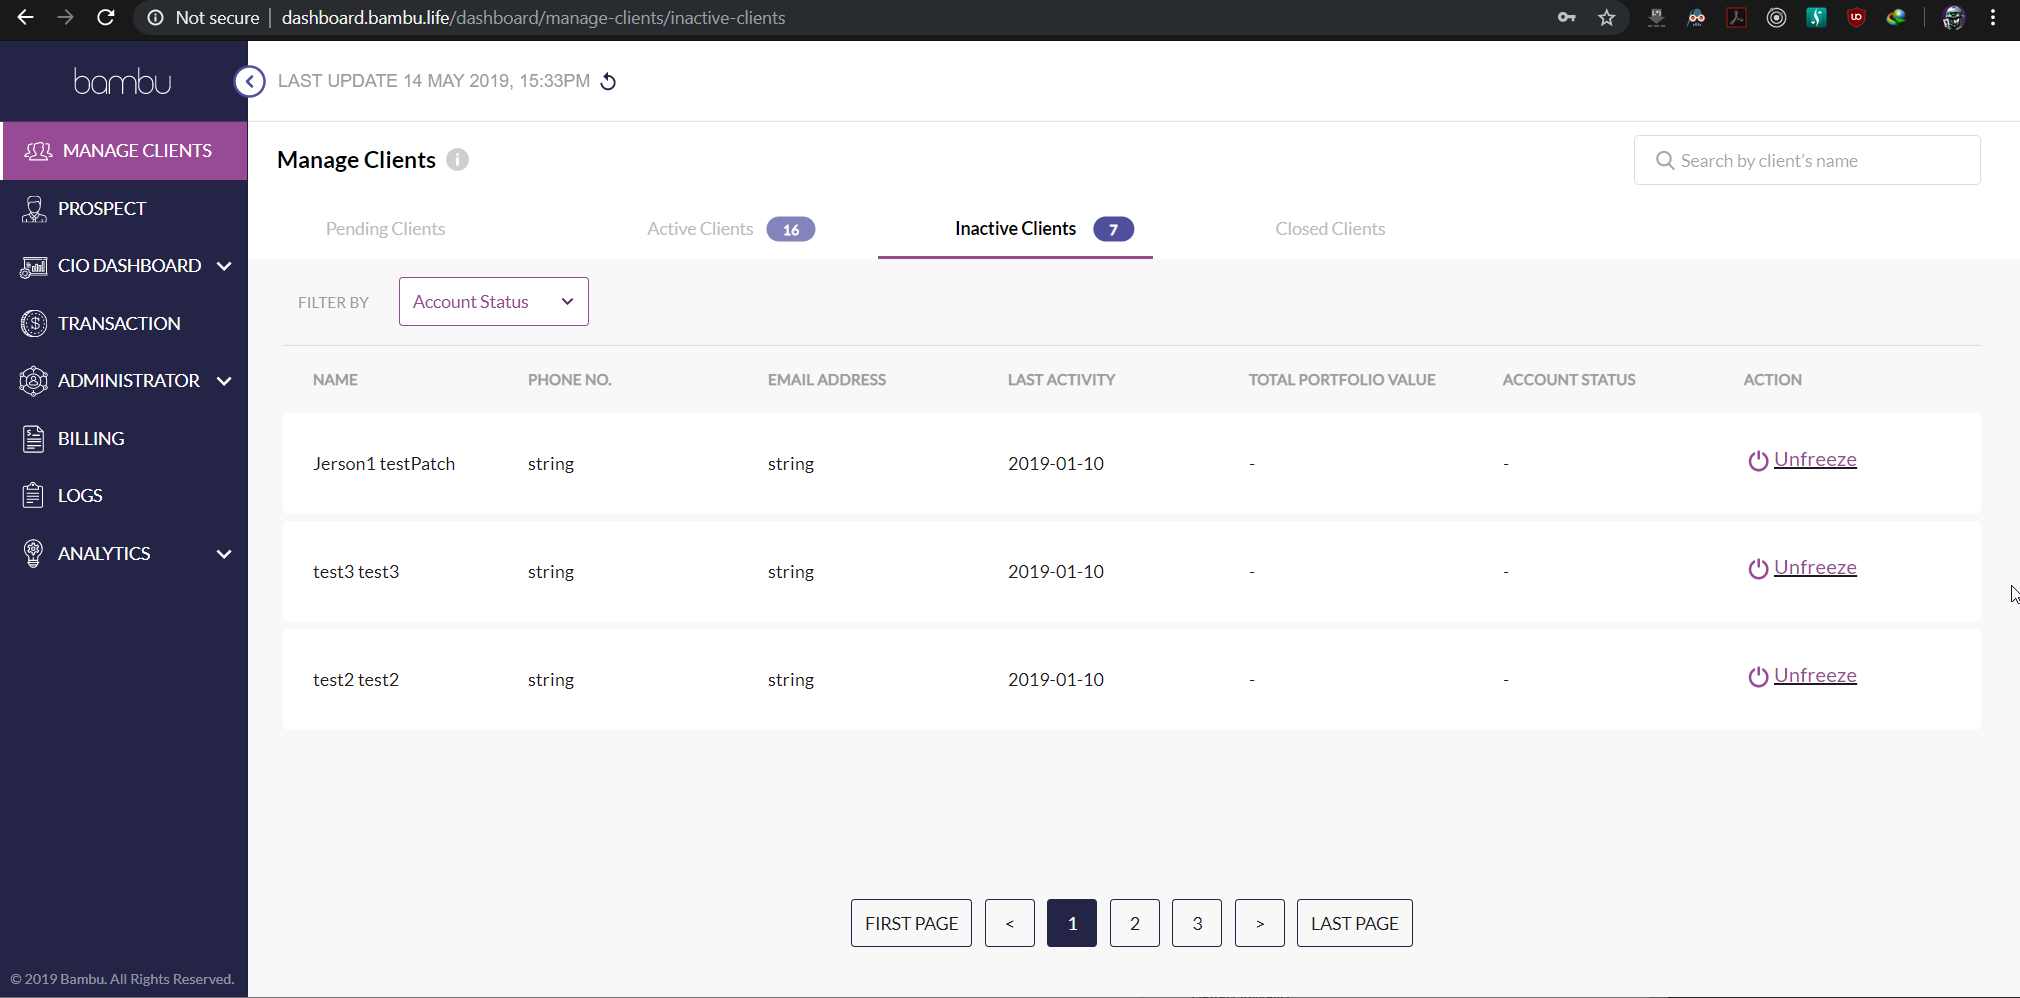 Not secure | dashboard.bambu.life/dashboard/manage-clients/inactive-clients
bambu
LAST UPDATE 14 MAY 2019, 15:33PM
MANAGE CLIENTS
PROSPECT
CIO DASHBOARD
TRANSACTION
ADMINISTRATOR
BILLING
LOGS
ANALYTICS
© 2019 Bambu. All Rights Reserved.
Manage Clients
Search by client’s name
Pending Clients Active Clients 16 Inactive Clients 7 Closed Clients
FILTER BY Account Status
NAME PHONE NO. EMAIL ADDRESS LAST ACTIVITY TOTAL PORTFOLIO VALUE ACCOUNT STATUS ACTION
Jerson1 testPatch string string 2019-01-10 - - Unfreeze
test3 test3 string string 2019-01-10 - - Unfreeze
test2 test2 string string 2019-01-10 - - Unfreeze
FIRST PAGE < 1 2 3 > LAST PAGE